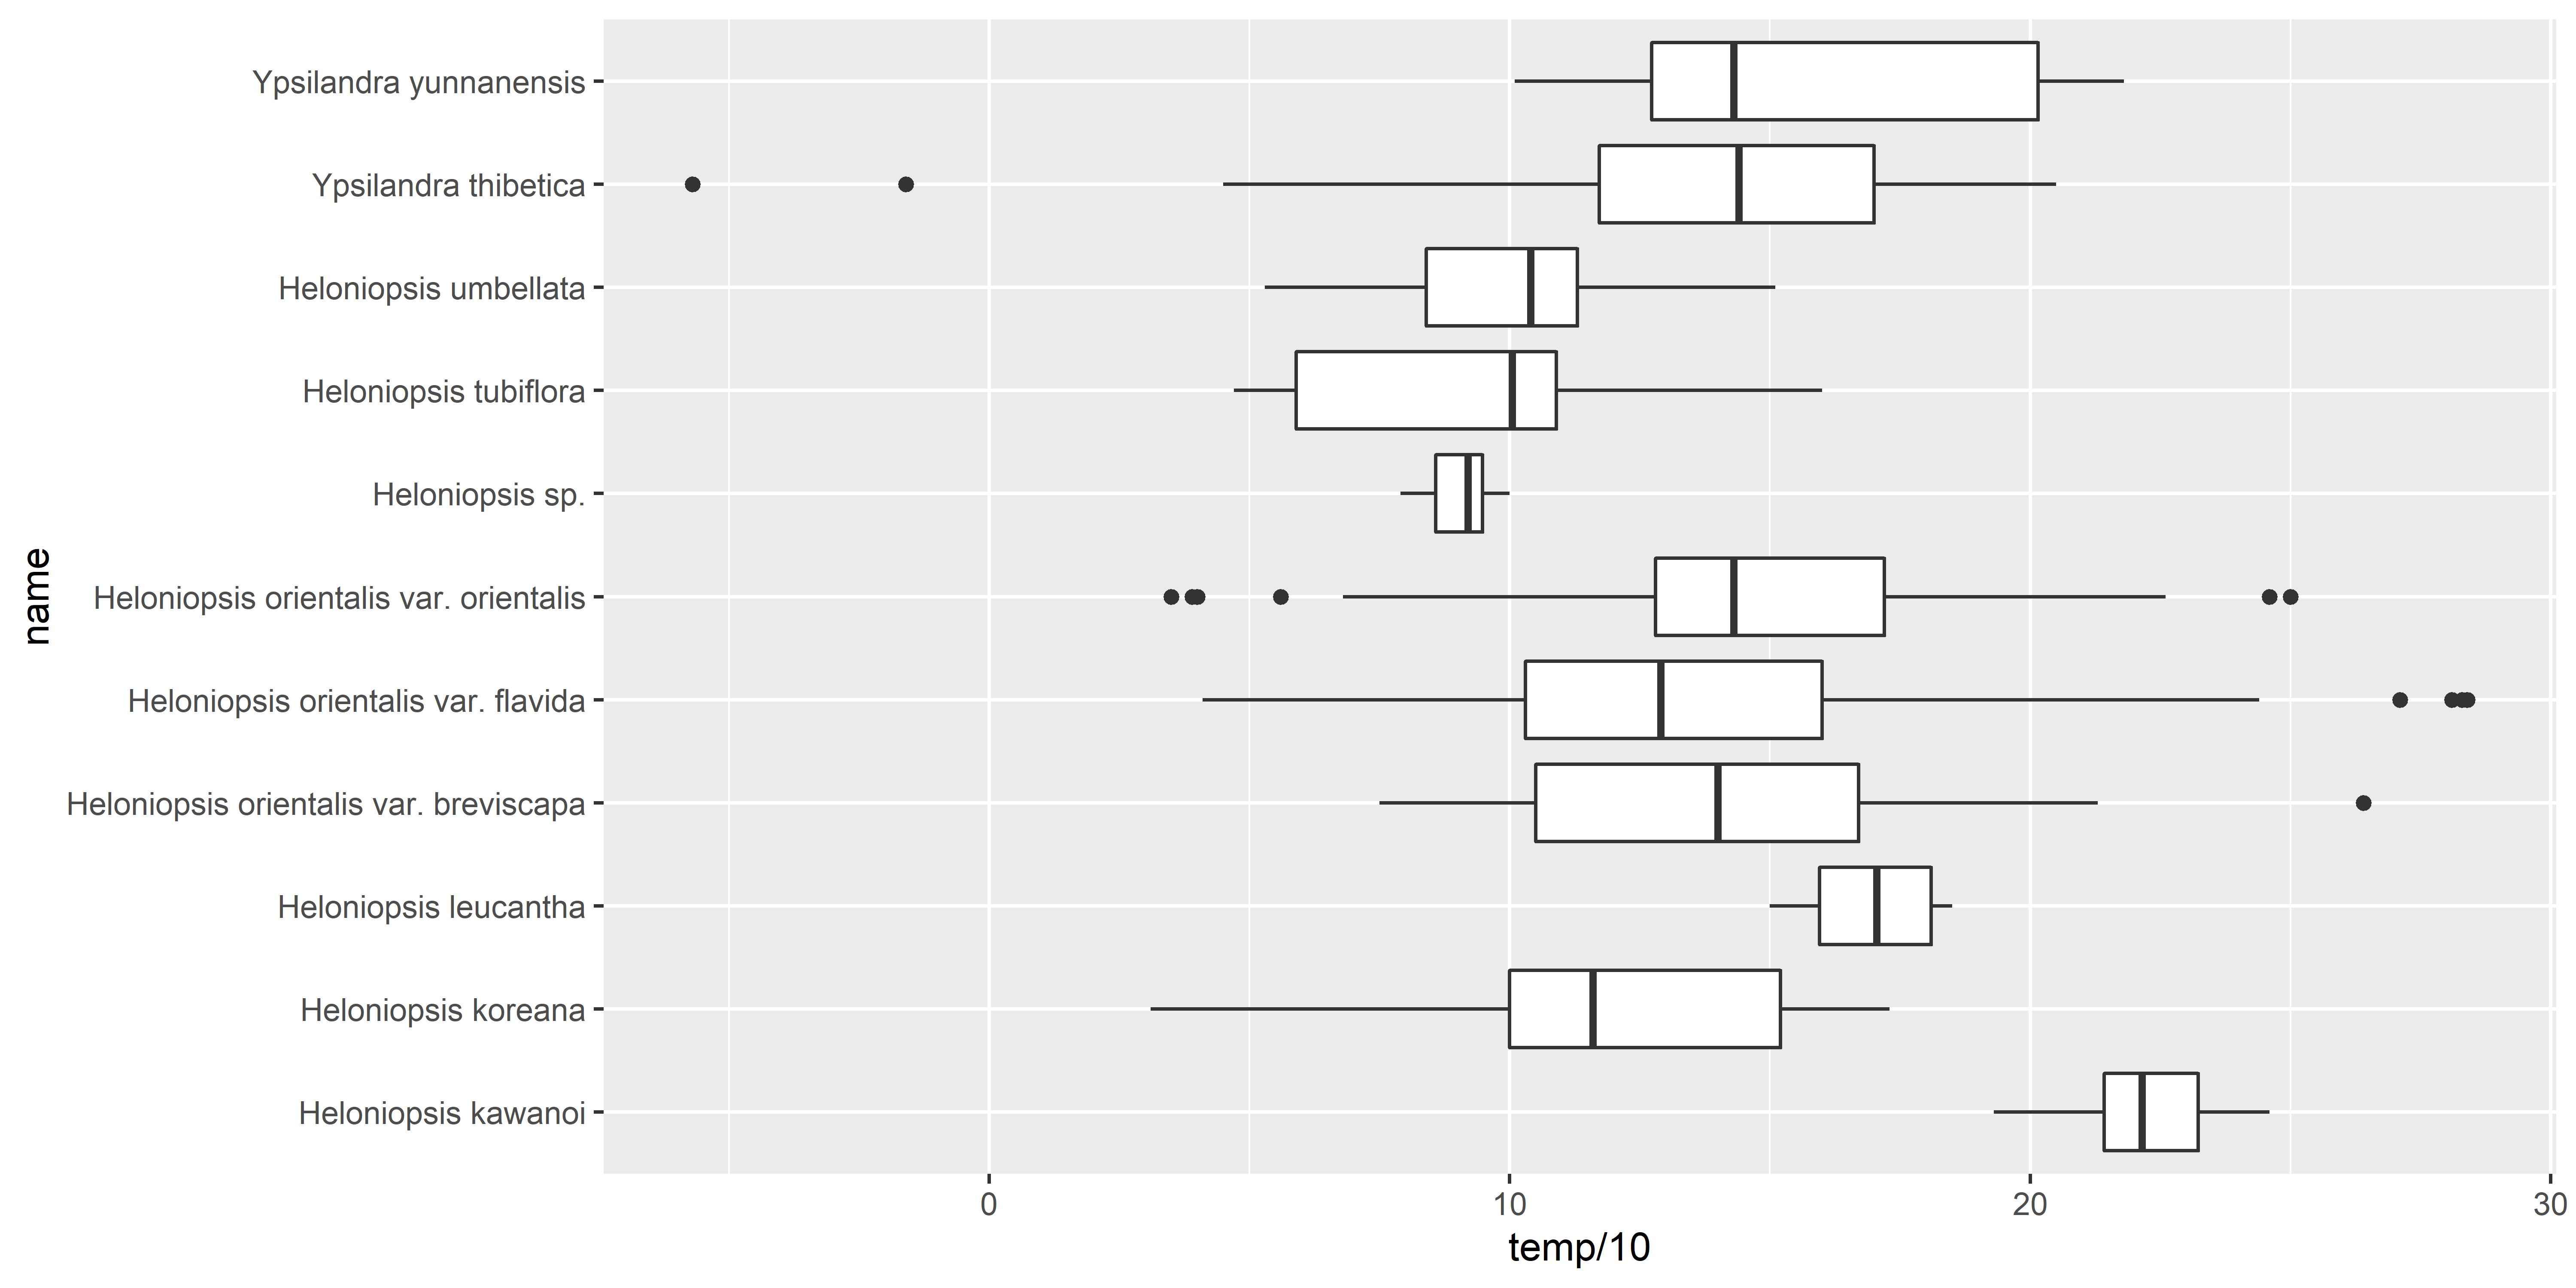 Ypsilandra yunnanensis
Ypsilandra thibetica
Heloniopsis umbellata
Heloniopsis tubiflora
Heloniopsis sp.
name
Heloniopsis orientalis var. orientalis
Heloniopsis orientalis var. flavida
Heloniopsis orientalis var. breviscapa
Heloniopsis leucantha
Heloniopsis koreana
Heloniopsis kawanoi
0 10 20 30
temp/10